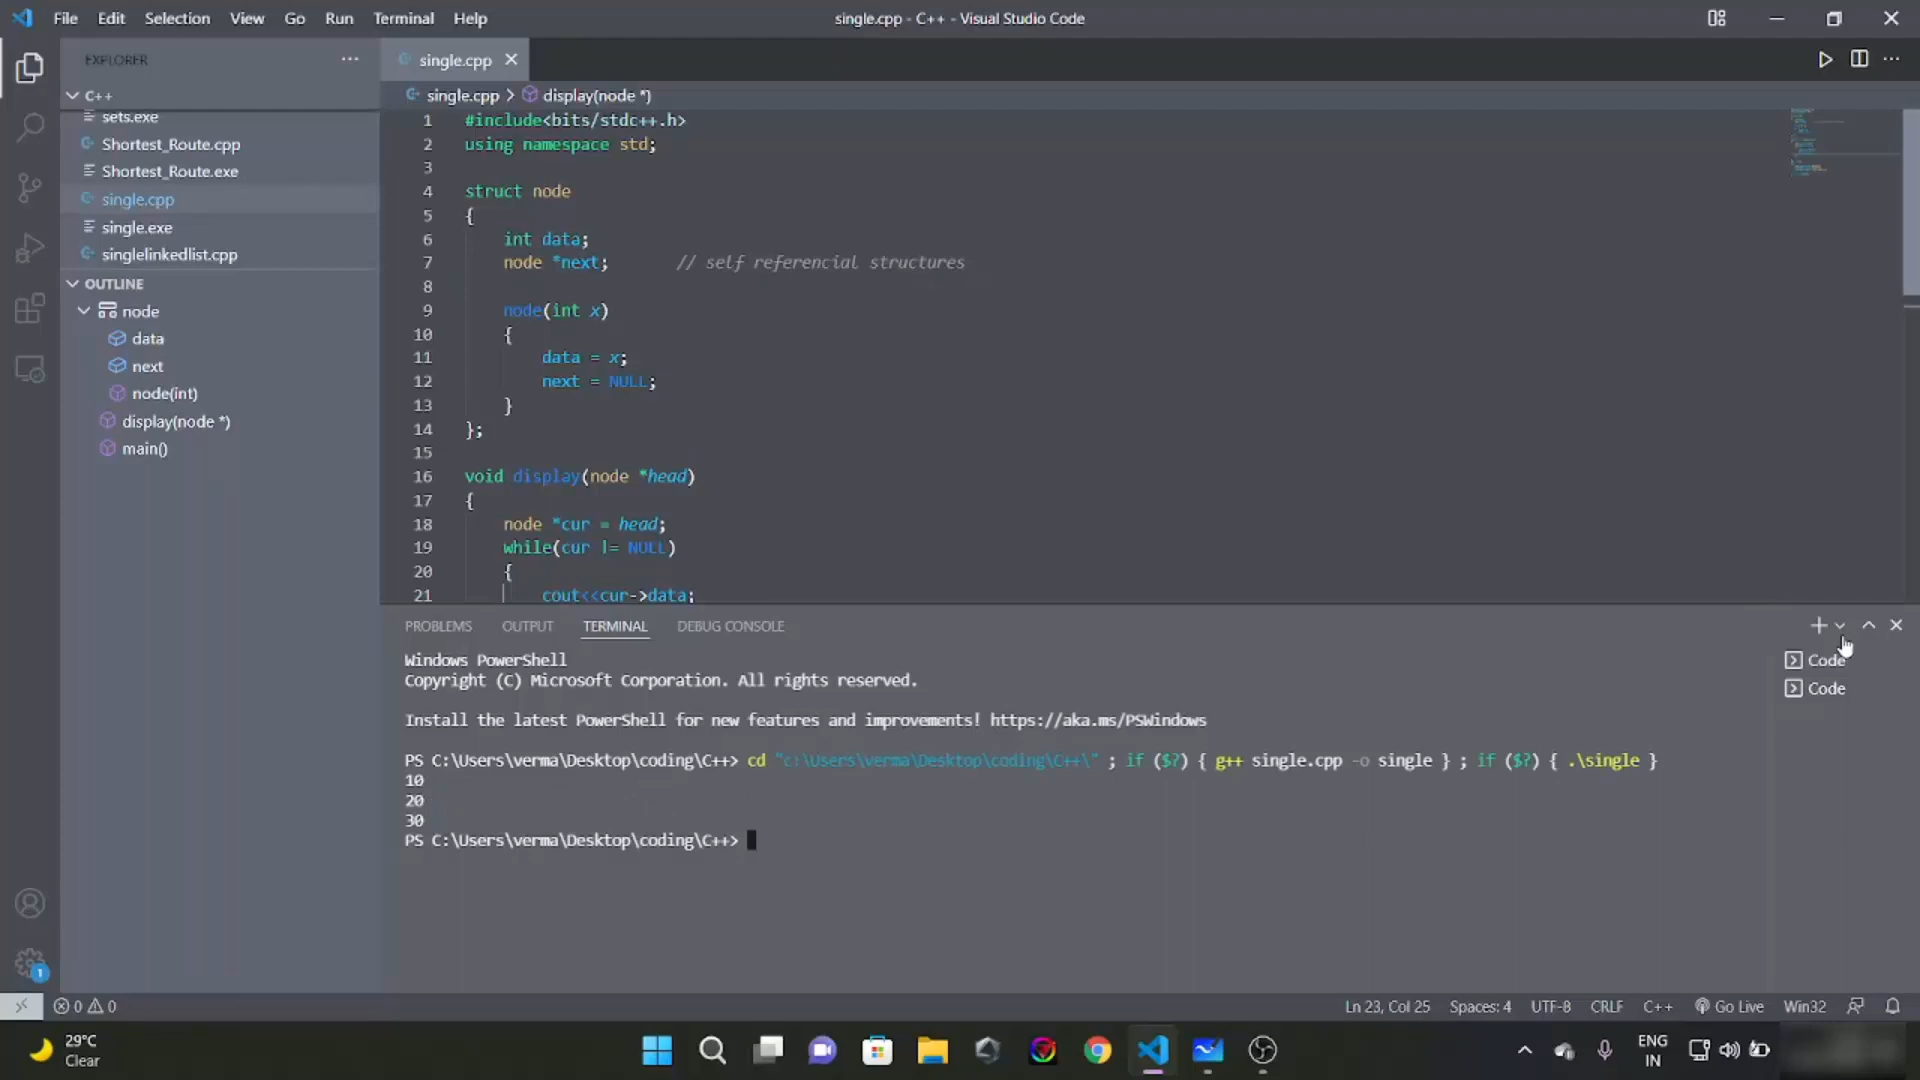 File Edit Selection View Go Run Terminal Help
single.cpp - C++ - Visual Studio Code
EXPLORER
C++
sets.exe
Shortest_Route.cpp
Shortest_Route.exe
single.cpp
single.exe
singlelinkedlist.cpp
OUTLINE
node
data
next
node(int)
display(node *)
main()
single.cpp
single.cpp > display(node *)
1 #include<bits/stdc++.h>
2 using namespace std;
3
4 struct node
5 {
6 int data;
7 node *next; // self referencial structures
8
9 node(int x)
10 {
11 data = x;
12 next = NULL;
13 }
14 };
15
16 void display(node *head)
17 {
18 node *cur = head;
19 while(cur != NULL)
20 {
21 cout<<cur->data;
PROBLEMS OUTPUT TERMINAL DEBUG CONSOLE
Code
Code
Windows PowerShell
Copyright (C) Microsoft Corporation. All rights reserved.
Install the latest PowerShell for new features and improvements! https://aka.ms/PSWindows
PS C:\Users\verma\Desktop\coding\C++> cd "c:\Users\verma\Desktop\coding\C++\" ; if ($?) { g++ single.cpp -o single } ; if ($?) { .\single }
10
20
30
PS C:\Users\verma\Desktop\coding\C++>
1
0 0
Ln 23, Col 25 Spaces: 4 UTF-8 CRLF C++ Go Live Win32
29°C
Clear
ENG
IN